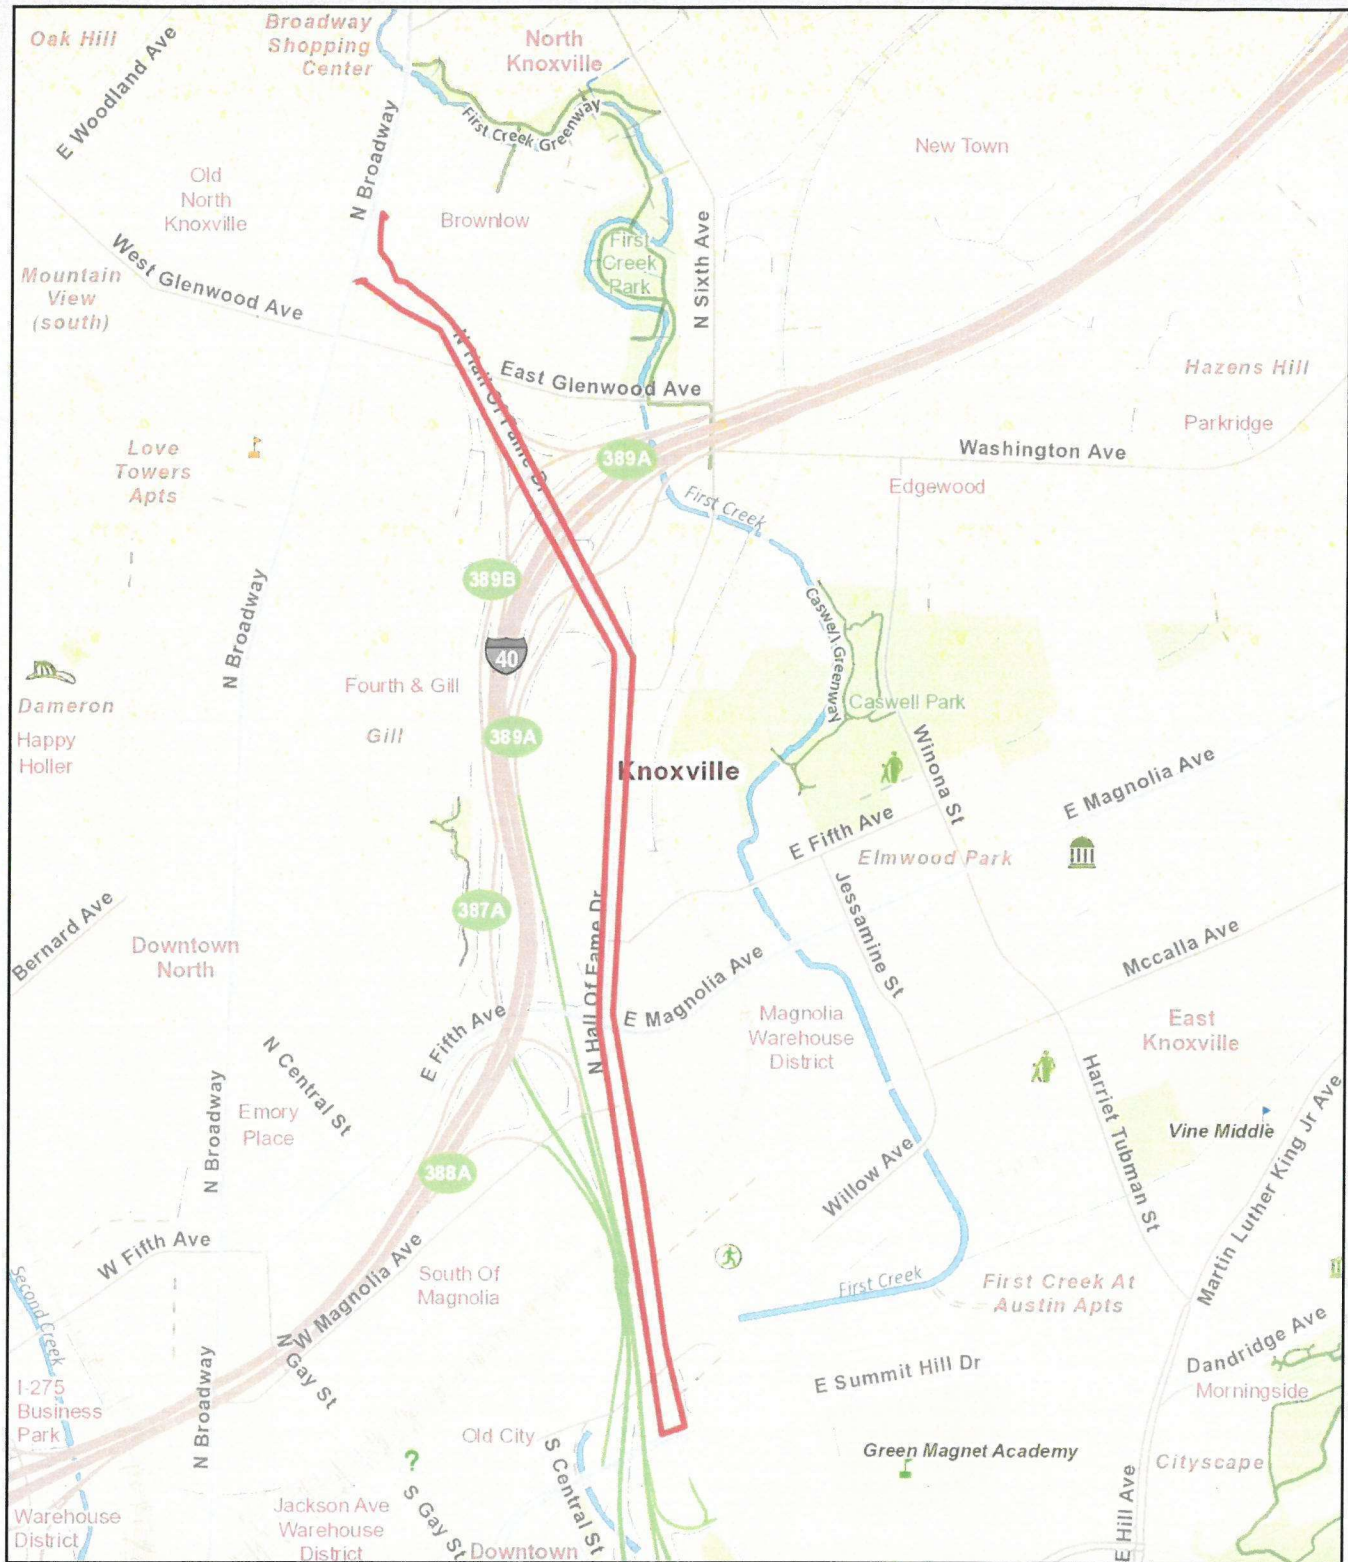 Oak Hill
E Woodland Ave
Broadway
Shopping
Center
North
Knoxville
First Creek Greenway
N Broadway
New Town
Old
North
Knoxville
Brownlow
First
Creek
Park
N Sixth Ave
West Glenwood Ave
Mountain
View
(south)
N Hall Of Fame Dr
East Glenwood Ave
Hazens Hill
Parkridge
Love
Towers
Apts
389A
Washington Ave
Edgewood
First Creek
389B
N Broadway
Caswell Greenway
40
Fourth & Gill
Dameron
Gill
389A
Caswell Park
Happy
Holler
Knoxville
Winona St
E Magnolia Ave
E Fifth Ave
Elmwood Park
Jessamine St
387A
Bernard Ave
Downtown
North
N Hall Of Fame Dr
E Magnolia Ave
Mccalla Ave
Magnolia
Warehouse
District
East
Knoxville
E Fifth Ave
N Central St
N Broadway
Emory
Place
Harriet Tubman St
Vine Middle
Martin Luther King Jr Ave
388A
Willow Ave
W Fifth Ave
W Magnolia Ave
South Of
Magnolia
First Creek
First Creek At
Austin Apts
Second Creek
N Gay St
N Broadway
E Summit Hill Dr
Dandridge Ave
Morningside
I-275
Business
Park
Old City
S Central St
Green Magnet Academy
Cityscape
?
S Gay St
E Hill Ave
Warehouse
District
Jackson Ave
Warehouse
District
Downtown